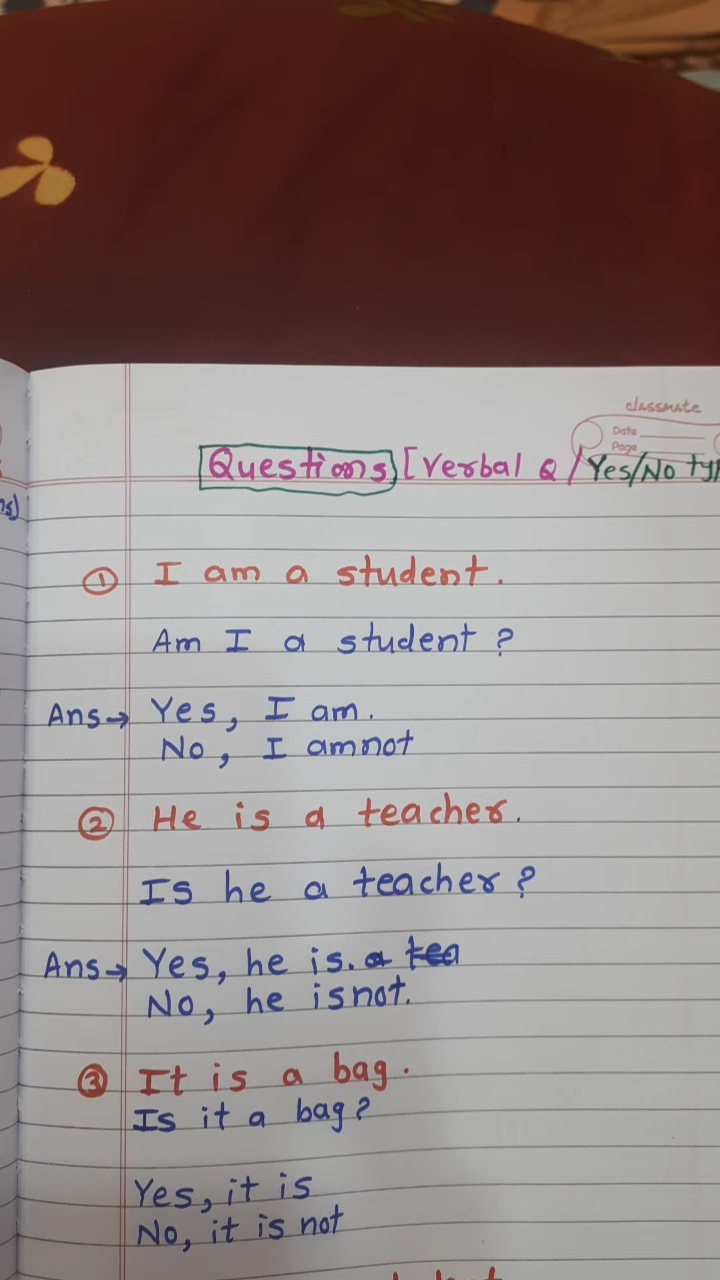 classmate
Date
Page
Questions [Verbal Q / Yes/No typ
① I am a student.
Am I a student ?
Ans→ Yes, I am.
No, I amnot
② He is a teacher.
Is he a teacher ?
Ans→ Yes, he is. a tea
No, he isnot.
③ It is a bag.
Is it a bag?
Yes, it is
No, it is not